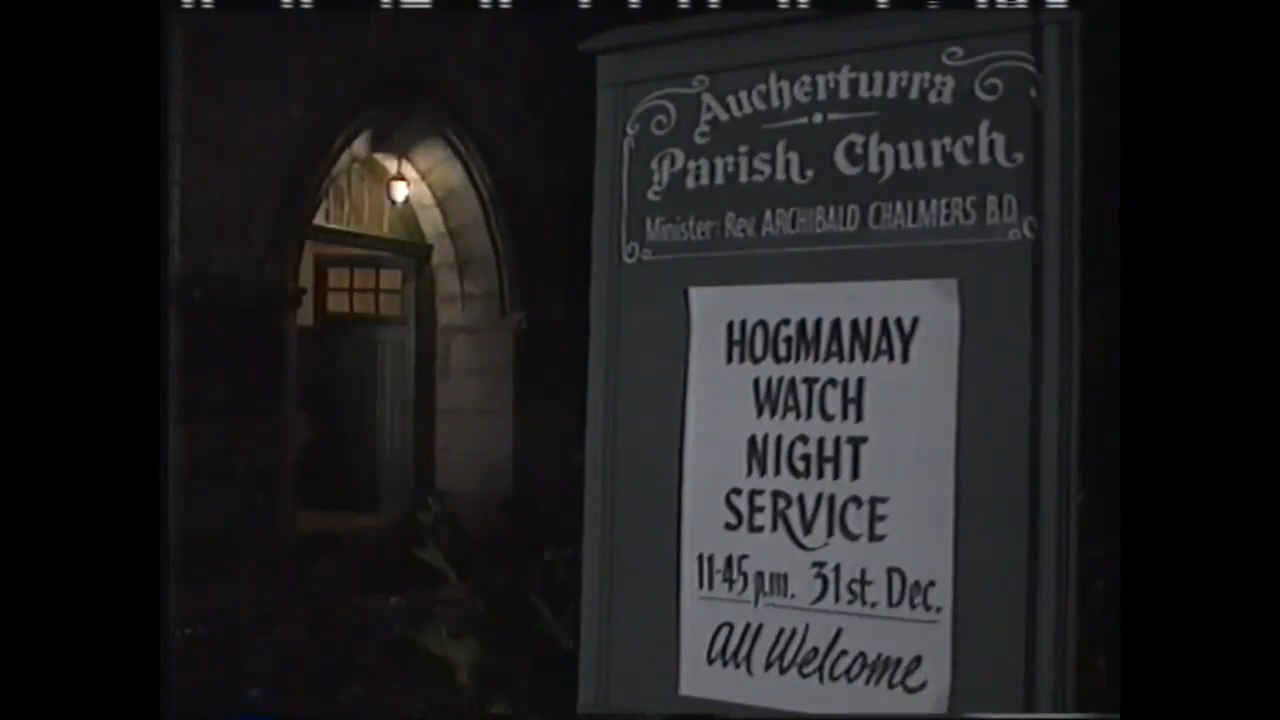 Aucherturra
Parish Church
Minister: Rev. ARCHIBALD CHALMERS B.D.
HOGMANAY
WATCH
NIGHT
SERVICE
11·45 p.m. 31st. Dec.
All Welcome